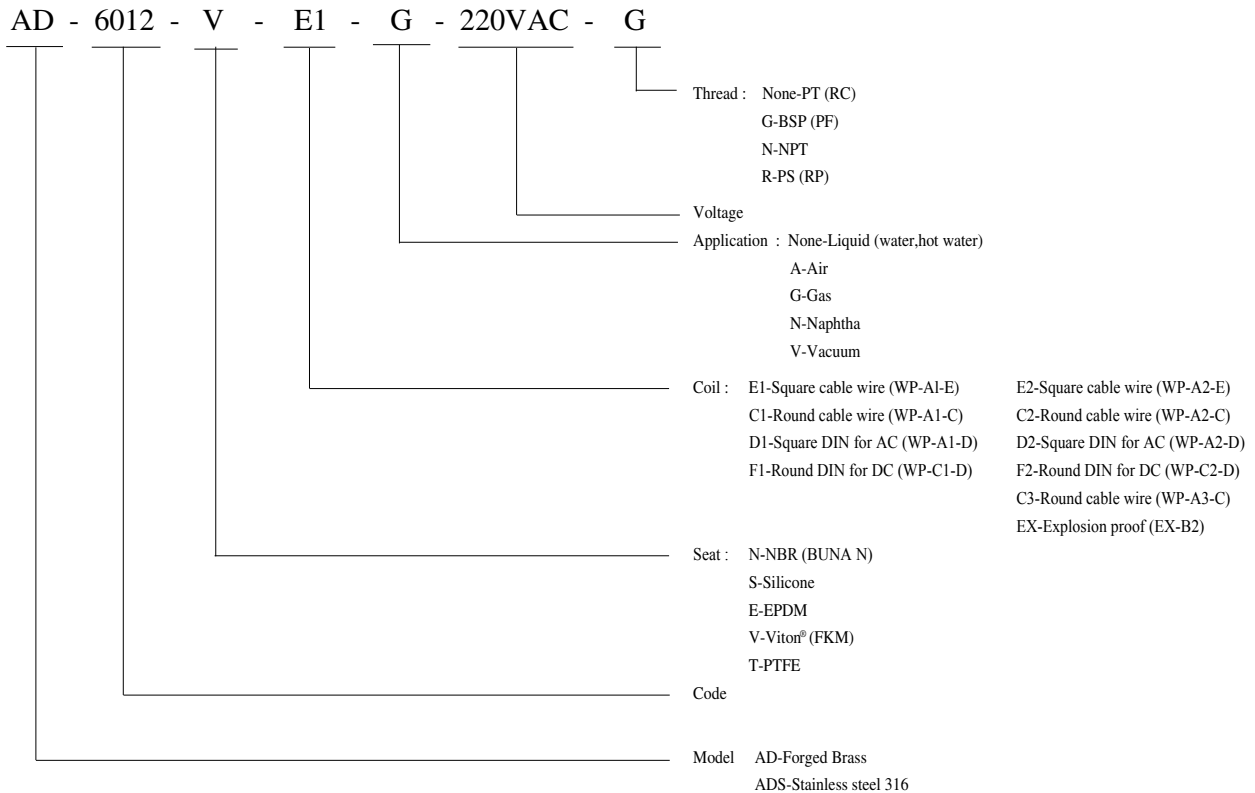 AD - 6012 - V - E1 - G - 220VAC - G
Thread : None-PT (RC)
G-BSP (PF)
N-NPT
R-PS (RP)
Voltage
Application : None-Liquid (water,hot water)
A-Air
G-Gas
N-Naphtha
V-Vacuum
Coil : E1-Square cable wire (WP-Al-E) E2-Square cable wire (WP-A2-E)
C1-Round cable wire (WP-A1-C) C2-Round cable wire (WP-A2-C)
D1-Square DIN for AC (WP-A1-D) D2-Square DIN for AC (WP-A2-D)
F1-Round DIN for DC (WP-C1-D) F2-Round DIN for DC (WP-C2-D)
C3-Round cable wire (WP-A3-C)
EX-Explosion proof (EX-B2)
Seat : N-NBR (BUNA N)
S-Silicone
E-EPDM
V-Viton® (FKM)
T-PTFE
Code
Model AD-Forged Brass
ADS-Stainless steel 316